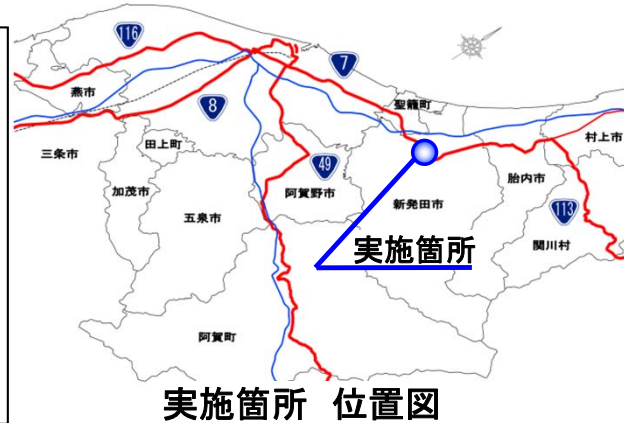 116
7
燕市
8
聖籠町
三条市
田上町
49
村上市
加茂市
阿賀野市
胎内市
五泉市
新発田市
113
関川村
実施箇所
阿賀町
実施箇所 位置図